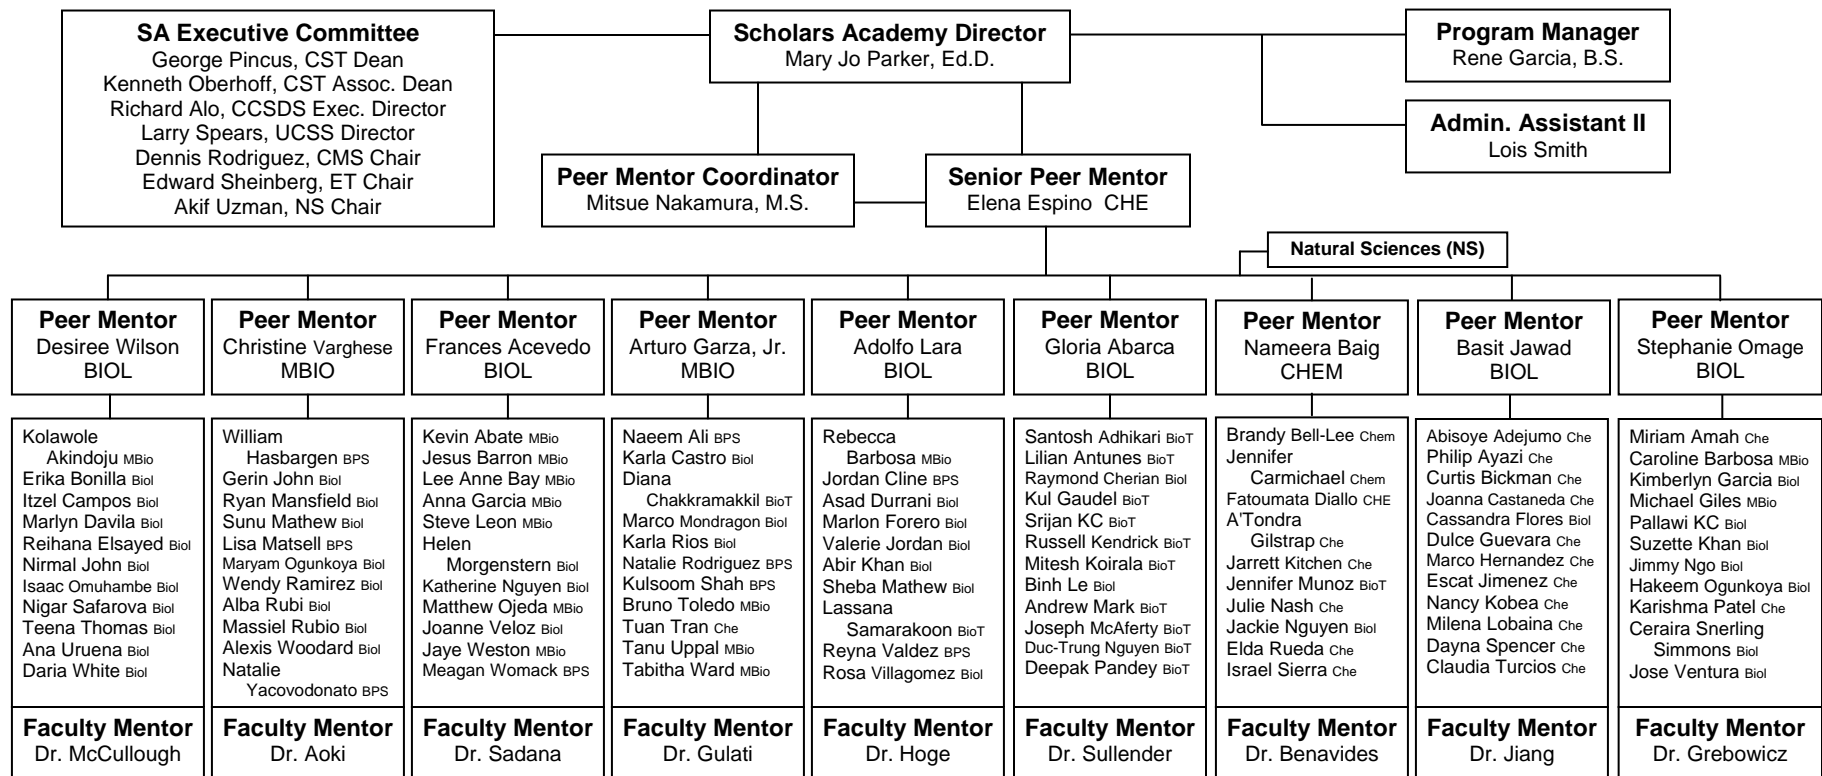 SA Executive Committee
George Pincus, CST Dean
Kenneth Oberhoff, CST Assoc. Dean
Richard Alo, CCSDS Exec. Director
Larry Spears, UCSS Director
Dennis Rodriguez, CMS Chair
Edward Sheinberg, ET Chair
Akif Uzman, NS Chair
Scholars Academy Director
Mary Jo Parker, Ed.D.
Program Manager
Rene Garcia, B.S.
Admin. Assistant II
Lois Smith
Peer Mentor Coordinator
Mitsue Nakamura, M.S.
Senior Peer Mentor
Elena Espino CHE
Natural Sciences (NS)
Peer Mentor
Desiree Wilson
BIOL
Kolawole
Akindoju MBio
Erika Bonilla Biol
Itzel Campos Biol
Marlyn Davila Biol
Reihana Elsayed Biol
Nirmal John Biol
Isaac Omuhambe Biol
Nigar Safarova Biol
Teena Thomas Biol
Ana Uruena Biol
Daria White Biol
Faculty Mentor
Dr. McCullough
Peer Mentor
Christine Varghese
MBIO
William
Hasbargen BPS
Gerin John Biol
Ryan Mansfield Biol
Sunu Mathew Biol
Lisa Matsell BPS
Maryam Ogunkoya Biol
Wendy Ramirez Biol
Alba Rubi Biol
Massiel Rubio Biol
Alexis Woodard Biol
Natalie
Yacovodonato BPS
Faculty Mentor
Dr. Aoki
Peer Mentor
Frances Acevedo
BIOL
Kevin Abate MBio
Jesus Barron MBio
Lee Anne Bay MBio
Anna Garcia MBio
Steve Leon MBio
Helen
Morgenstern Biol
Katherine Nguyen Biol
Matthew Ojeda MBio
Joanne Veloz Biol
Jaye Weston MBio
Meagan Womack BPS
Faculty Mentor
Dr. Sadana
Peer Mentor
Arturo Garza, Jr.
MBIO
Naeem Ali BPS
Karla Castro Biol
Diana
Chakkramakkil BioT
Marco Mondragon Biol
Karla Rios Biol
Natalie Rodriguez BPS
Kulsoom Shah BPS
Bruno Toledo MBio
Tuan Tran Che
Tanu Uppal MBio
Tabitha Ward MBio
Faculty Mentor
Dr. Gulati
Peer Mentor
Adolfo Lara
BIOL
Rebecca
Barbosa MBio
Jordan Cline BPS
Asad Durrani Biol
Marlon Forero Biol
Valerie Jordan Biol
Abir Khan Biol
Sheba Mathew Biol
Lassana
Samarakoon BioT
Reyna Valdez BPS
Rosa Villagomez Biol
Faculty Mentor
Dr. Hoge
Peer Mentor
Gloria Abarca
BIOL
Santosh Adhikari BioT
Lilian Antunes BioT
Raymond Cherian Biol
Kul Gaudel BioT
Srijan KC BioT
Russell Kendrick BioT
Mitesh Koirala BioT
Binh Le Biol
Andrew Mark BioT
Joseph McAferty BioT
Duc-Trung Nguyen BioT
Deepak Pandey BioT
Faculty Mentor
Dr. Sullender
Peer Mentor
Nameera Baig
CHEM
Brandy Bell-Lee Chem
Jennifer
Carmichael Chem
Fatoumata Diallo CHE
A'Tondra
Gilstrap Che
Jarrett Kitchen Che
Jennifer Munoz BioT
Julie Nash Che
Jackie Nguyen Biol
Elda Rueda Che
Israel Sierra Che
Faculty Mentor
Dr. Benavides
Peer Mentor
Basit Jawad
BIOL
Abisoye Adejumo Che
Philip Ayazi Che
Curtis Bickman Che
Joanna Castaneda Che
Cassandra Flores Biol
Dulce Guevara Che
Marco Hernandez Che
Escat Jimenez Che
Nancy Kobea Che
Milena Lobaina Che
Dayna Spencer Che
Claudia Turcios Che
Faculty Mentor
Dr. Jiang
Peer Mentor
Stephanie Omage
BIOL
Miriam Amah Che
Caroline Barbosa MBio
Kimberlyn Garcia Biol
Michael Giles MBio
Pallawi KC Biol
Suzette Khan Biol
Jimmy Ngo Biol
Hakeem Ogunkoya Biol
Karishma Patel Che
Ceraira Snerling
Simmons Biol
Jose Ventura Biol
Faculty Mentor
Dr. Grebowicz